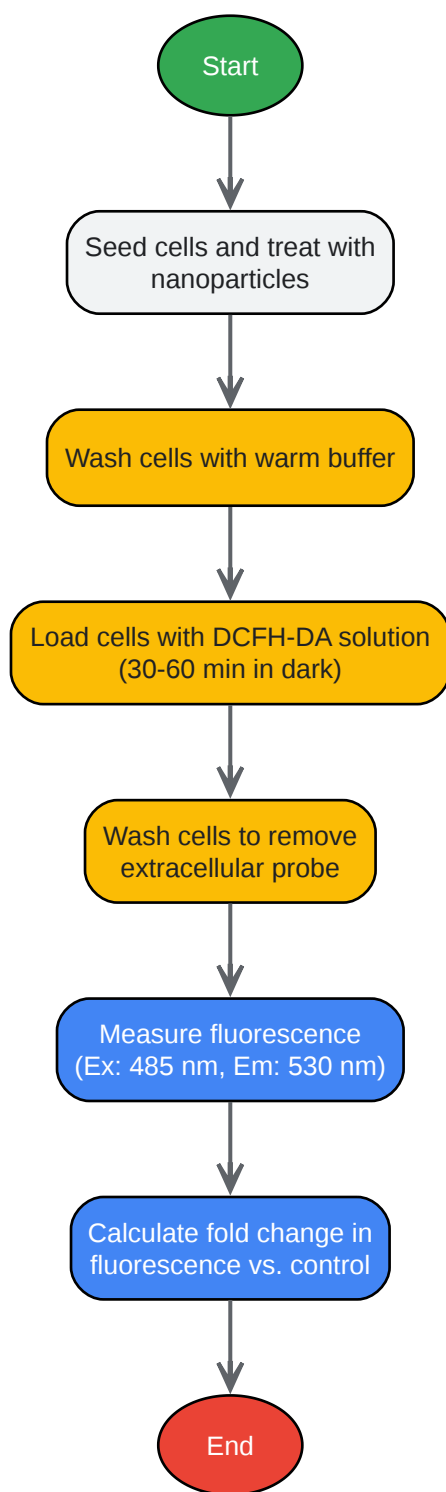 Start
Seed cells and treat with
nanoparticles
Wash cells with warm buffer
Load cells with DCFH-DA solution
(30-60 min in dark)
Wash cells to remove
extracellular probe
Measure fluorescence
(Ex: 485 nm, Em: 530 nm)
Calculate fold change in
fluorescence vs. control
End